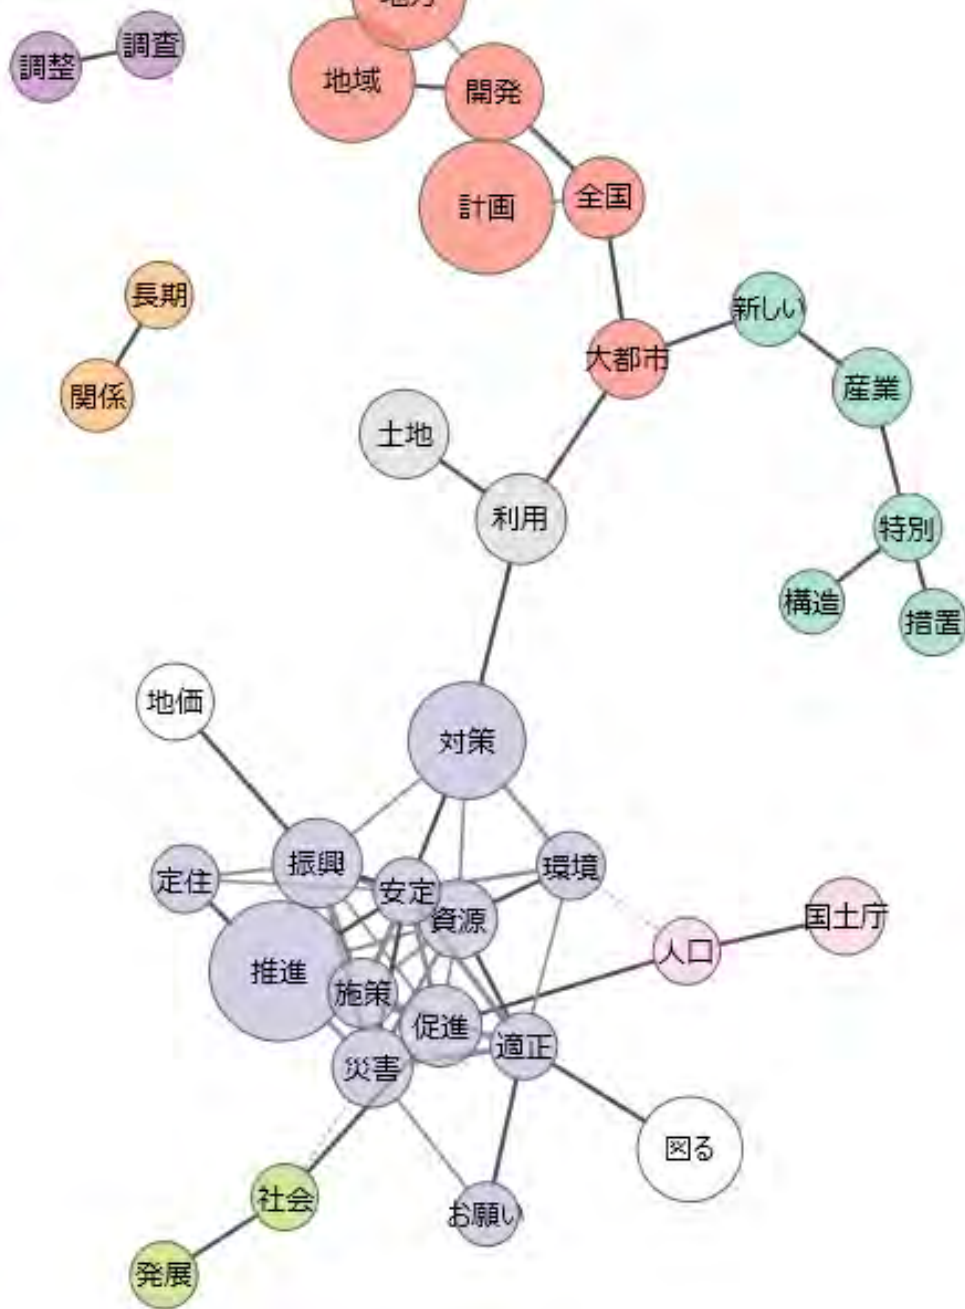 地方
調整
調査
地域
開発
計画
全国
長期
関係
大都市
新しい
産業
土地
利用
特別
構造
措置
地価
対策
振興
定住
安定
資源
環境
国土庁
人口
推進
施策
促進
適正
災害
図る
社会
お願い
発展